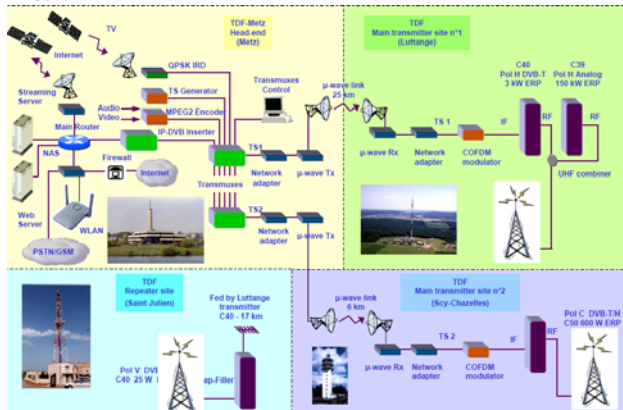 TDF-Metz
Head-end
(Metz)
TV
Internet
Streaming
Server
QPSK IRD
TS Generator
Audio
Video
MPEG2 Encoder
Transmuxes
Control
Main Router
IP-DVB Inserter
NAS
Firewall
Internet
TS1
Transmuxes
Network
adapter
µ-wave Tx
Web
Server
WLAN
PSTN/GSM
TS2
Network
adapter
µ-wave Tx
TDF
Main transmitter site n°1
(Luttange)
µ-wave link
25 km
C40
Pol H DVB-T
3 kW ERP
C39
Pol H Analog
150 kW ERP
TS 1
IF
RF
RF
µ-wave Rx
Network
adapter
COFDM
modulator
UHF combiner
TDF
Repeater site
(Saint Julien)
Fed by Luttange
transmitter
C40 - 17 km
Pol V DVB
C40 25 W
ap-Filler
TDF
Main transmitter site n°2
(Scy-Chazelles)
µ-wave link
6 km
Pol C DVB-T/H
C50 600 W ERP
TS 2
IF
RF
µ-wave Rx
Network
adapter
COFDM
modulator